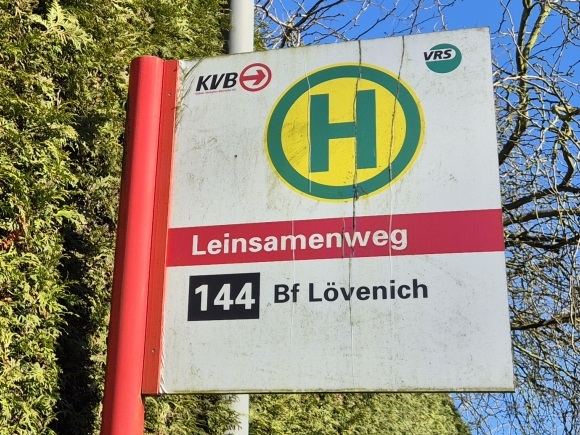 KVB
VRS
H
Leinsamenweg
144 Bf Lövenich